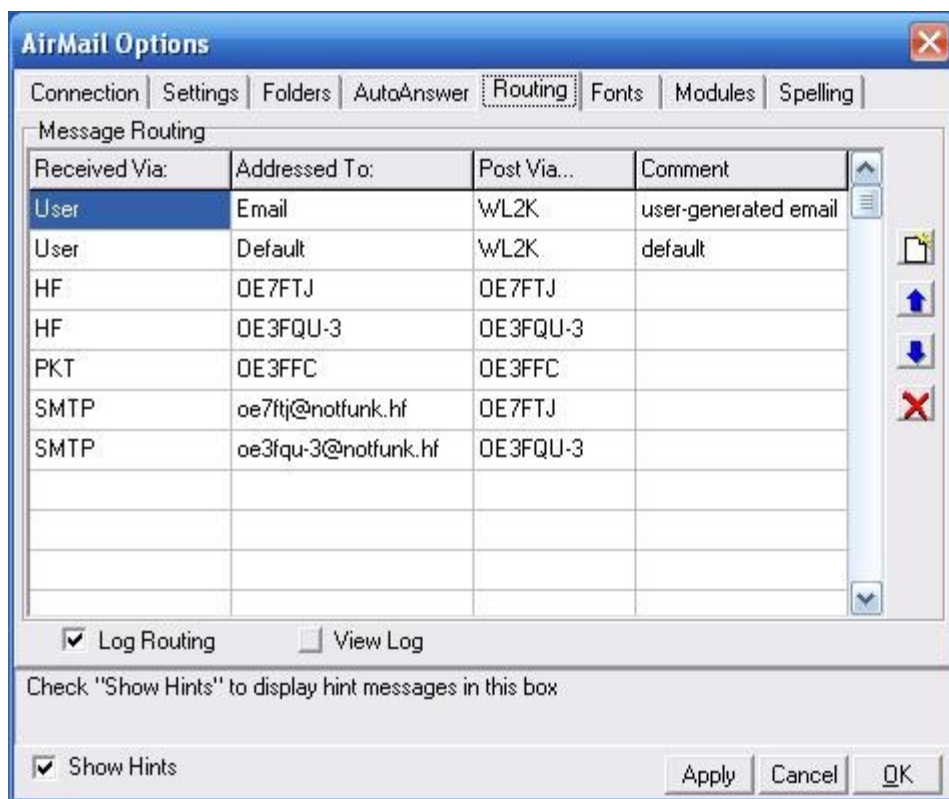 AirMail Options
Connection Settings Folders AutoAnswer Routing Fonts Modules Spelling
Message Routing
Received Via: Addressed To: Post Via... Comment
User Email WL2K user-generated email
User Default WL2K default
HF OE7FTJ OE7FTJ
HF OE3FQU-3 OE3FQU-3
PKT OE3FFC OE3FFC
SMTP oe7ftj@notfunk.hf OE7FTJ
SMTP oe3fqu-3@notfunk.hf OE3FQU-3
Log Routing View Log
Check "Show Hints" to display hint messages in this box
Show Hints Apply Cancel OK